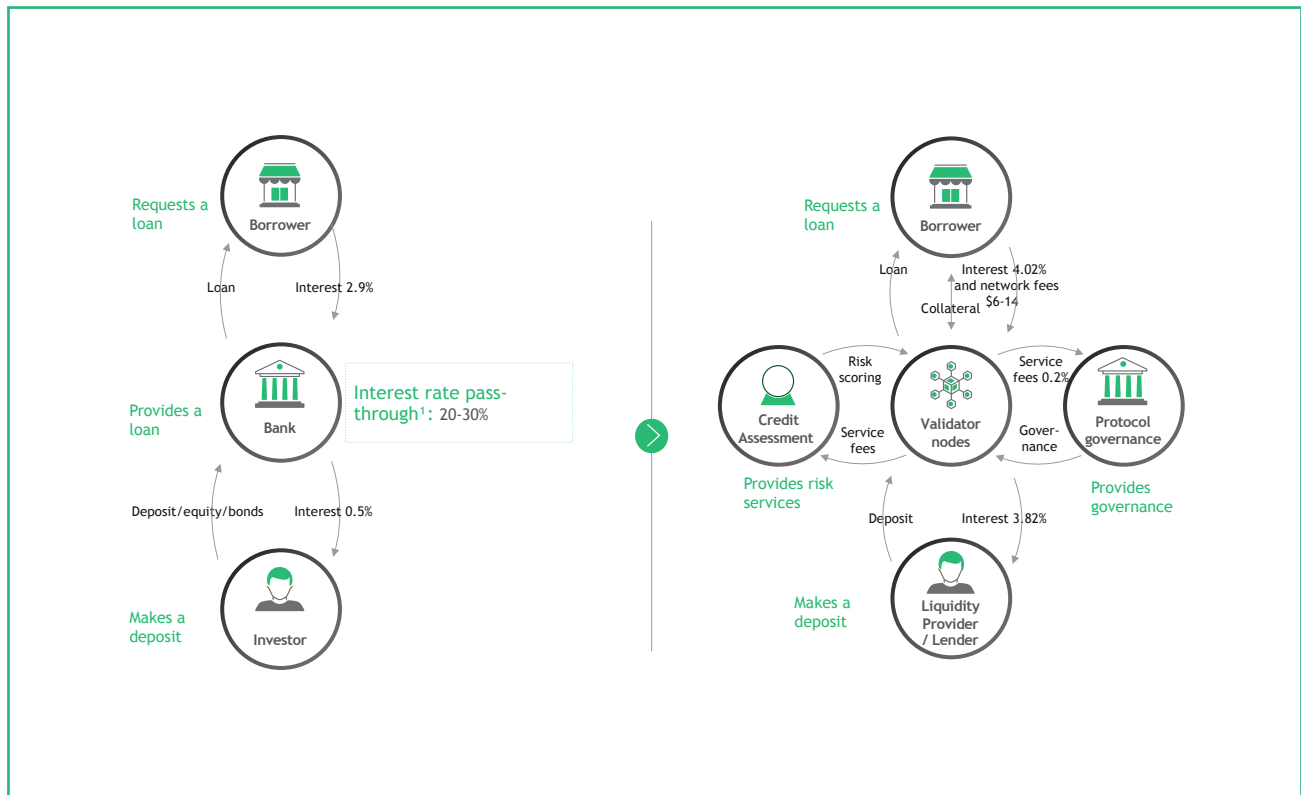 Requests a
loan
Borrower
Loan
Interest 2.9%
Provides a
loan
Bank
Interest rate pass-
through¹: 20-30%
Deposit/equity/bonds
Interest 0.5%
Makes a
deposit
Investor
Requests a
loan
Borrower
Loan
Interest 4.02%
and network fees
$6-14
Collateral
Risk
scoring
Service
fees 0.2%
Credit
Assessment
Validator
nodes
Protocol
governance
Service
fees
Gover-
nance
Provides risk
services
Provides
governance
Deposit
Interest 3.82%
Makes a
deposit
Liquidity
Provider
/ Lender